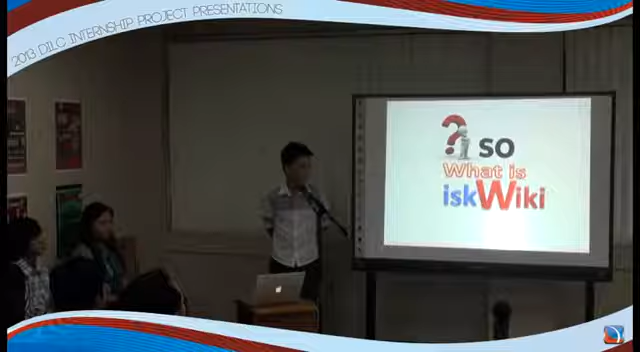 2013 DILC INTERNSHIP PROJECT PRESENTATIONS
so
What is
iskWiki